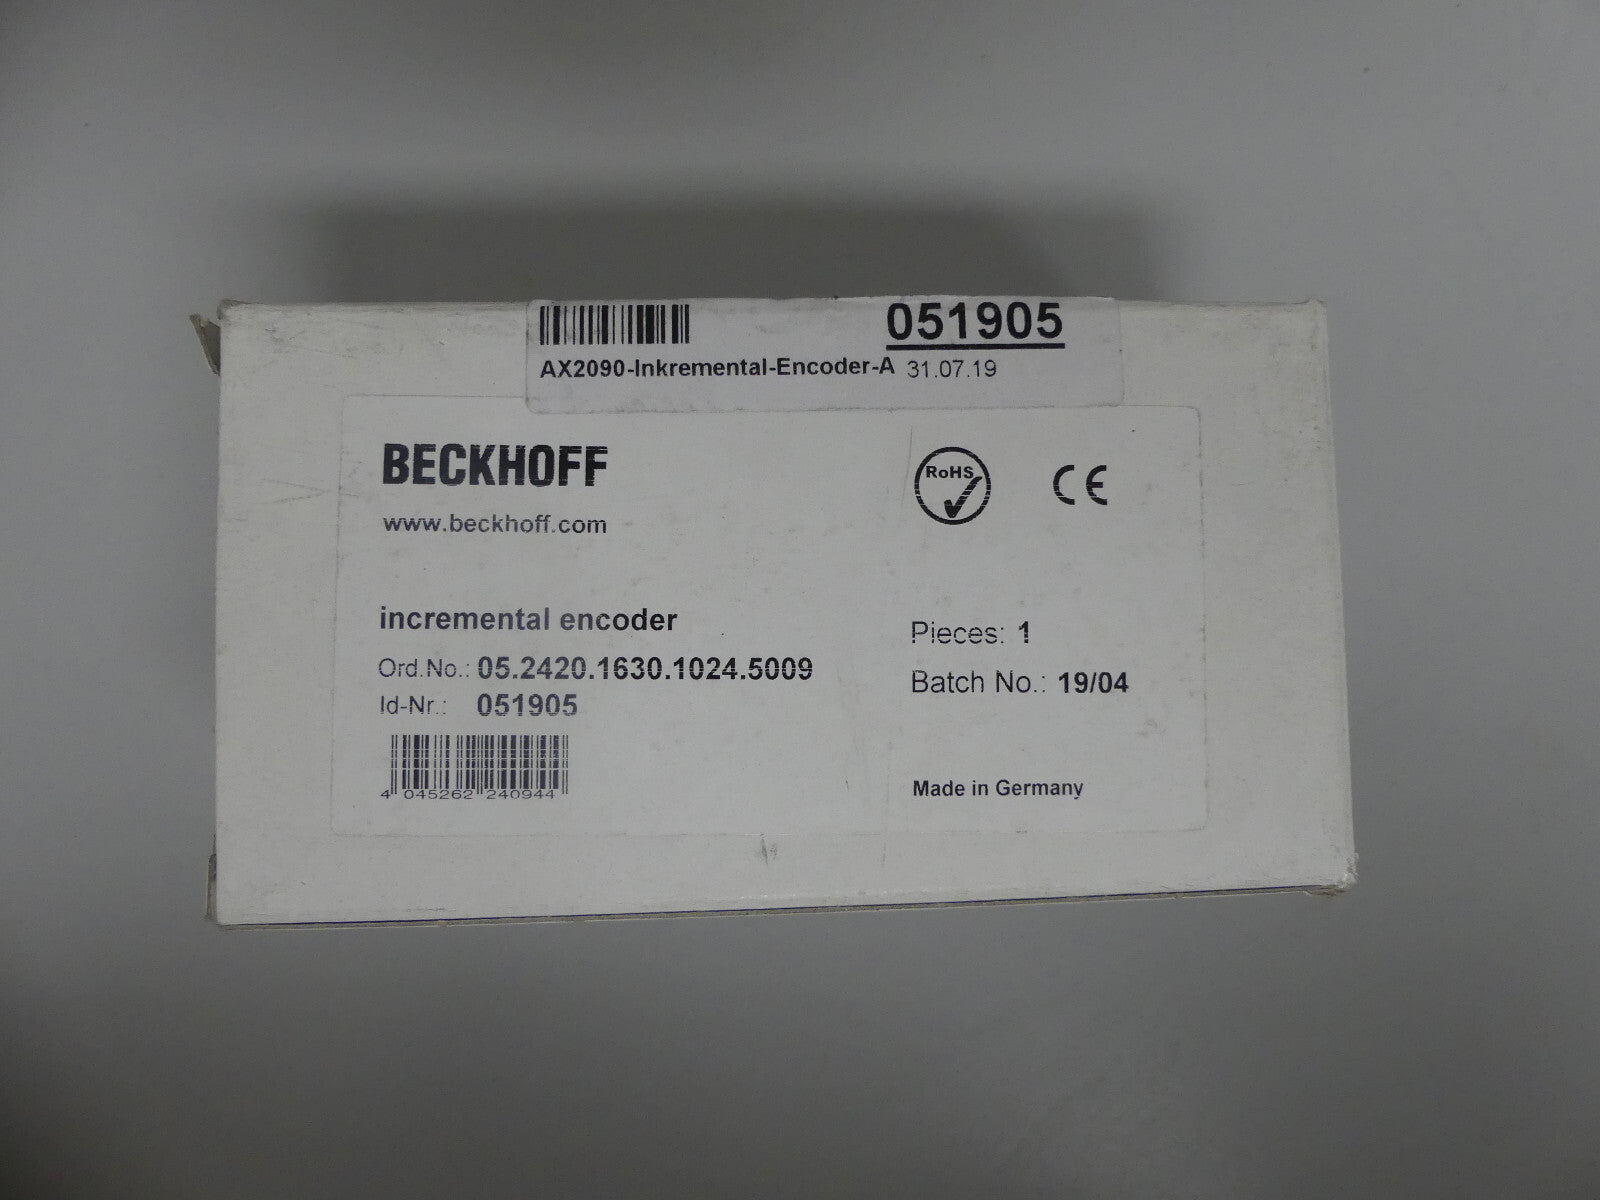 051905
AX2090-Inkremental-Encoder-A 31.07.19
BECKHOFF
www.beckhoff.com
RoHS
CE
incremental encoder
Ord.No.: 05.2420.1630.1024.5009
Id-Nr.: 051905
4 045262 240944
Pieces: 1
Batch No.: 19/04
Made in Germany